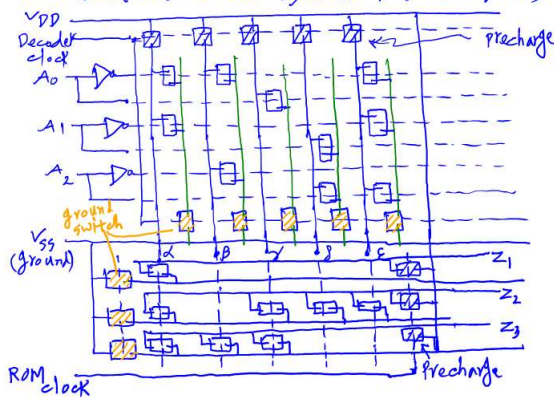 VDD
Decoder clock
precharge
A0
A1
A2
ground switch
VSS
(ground)
α β γ δ ε
Z1
Z2
Z3
ROM clock
Precharge